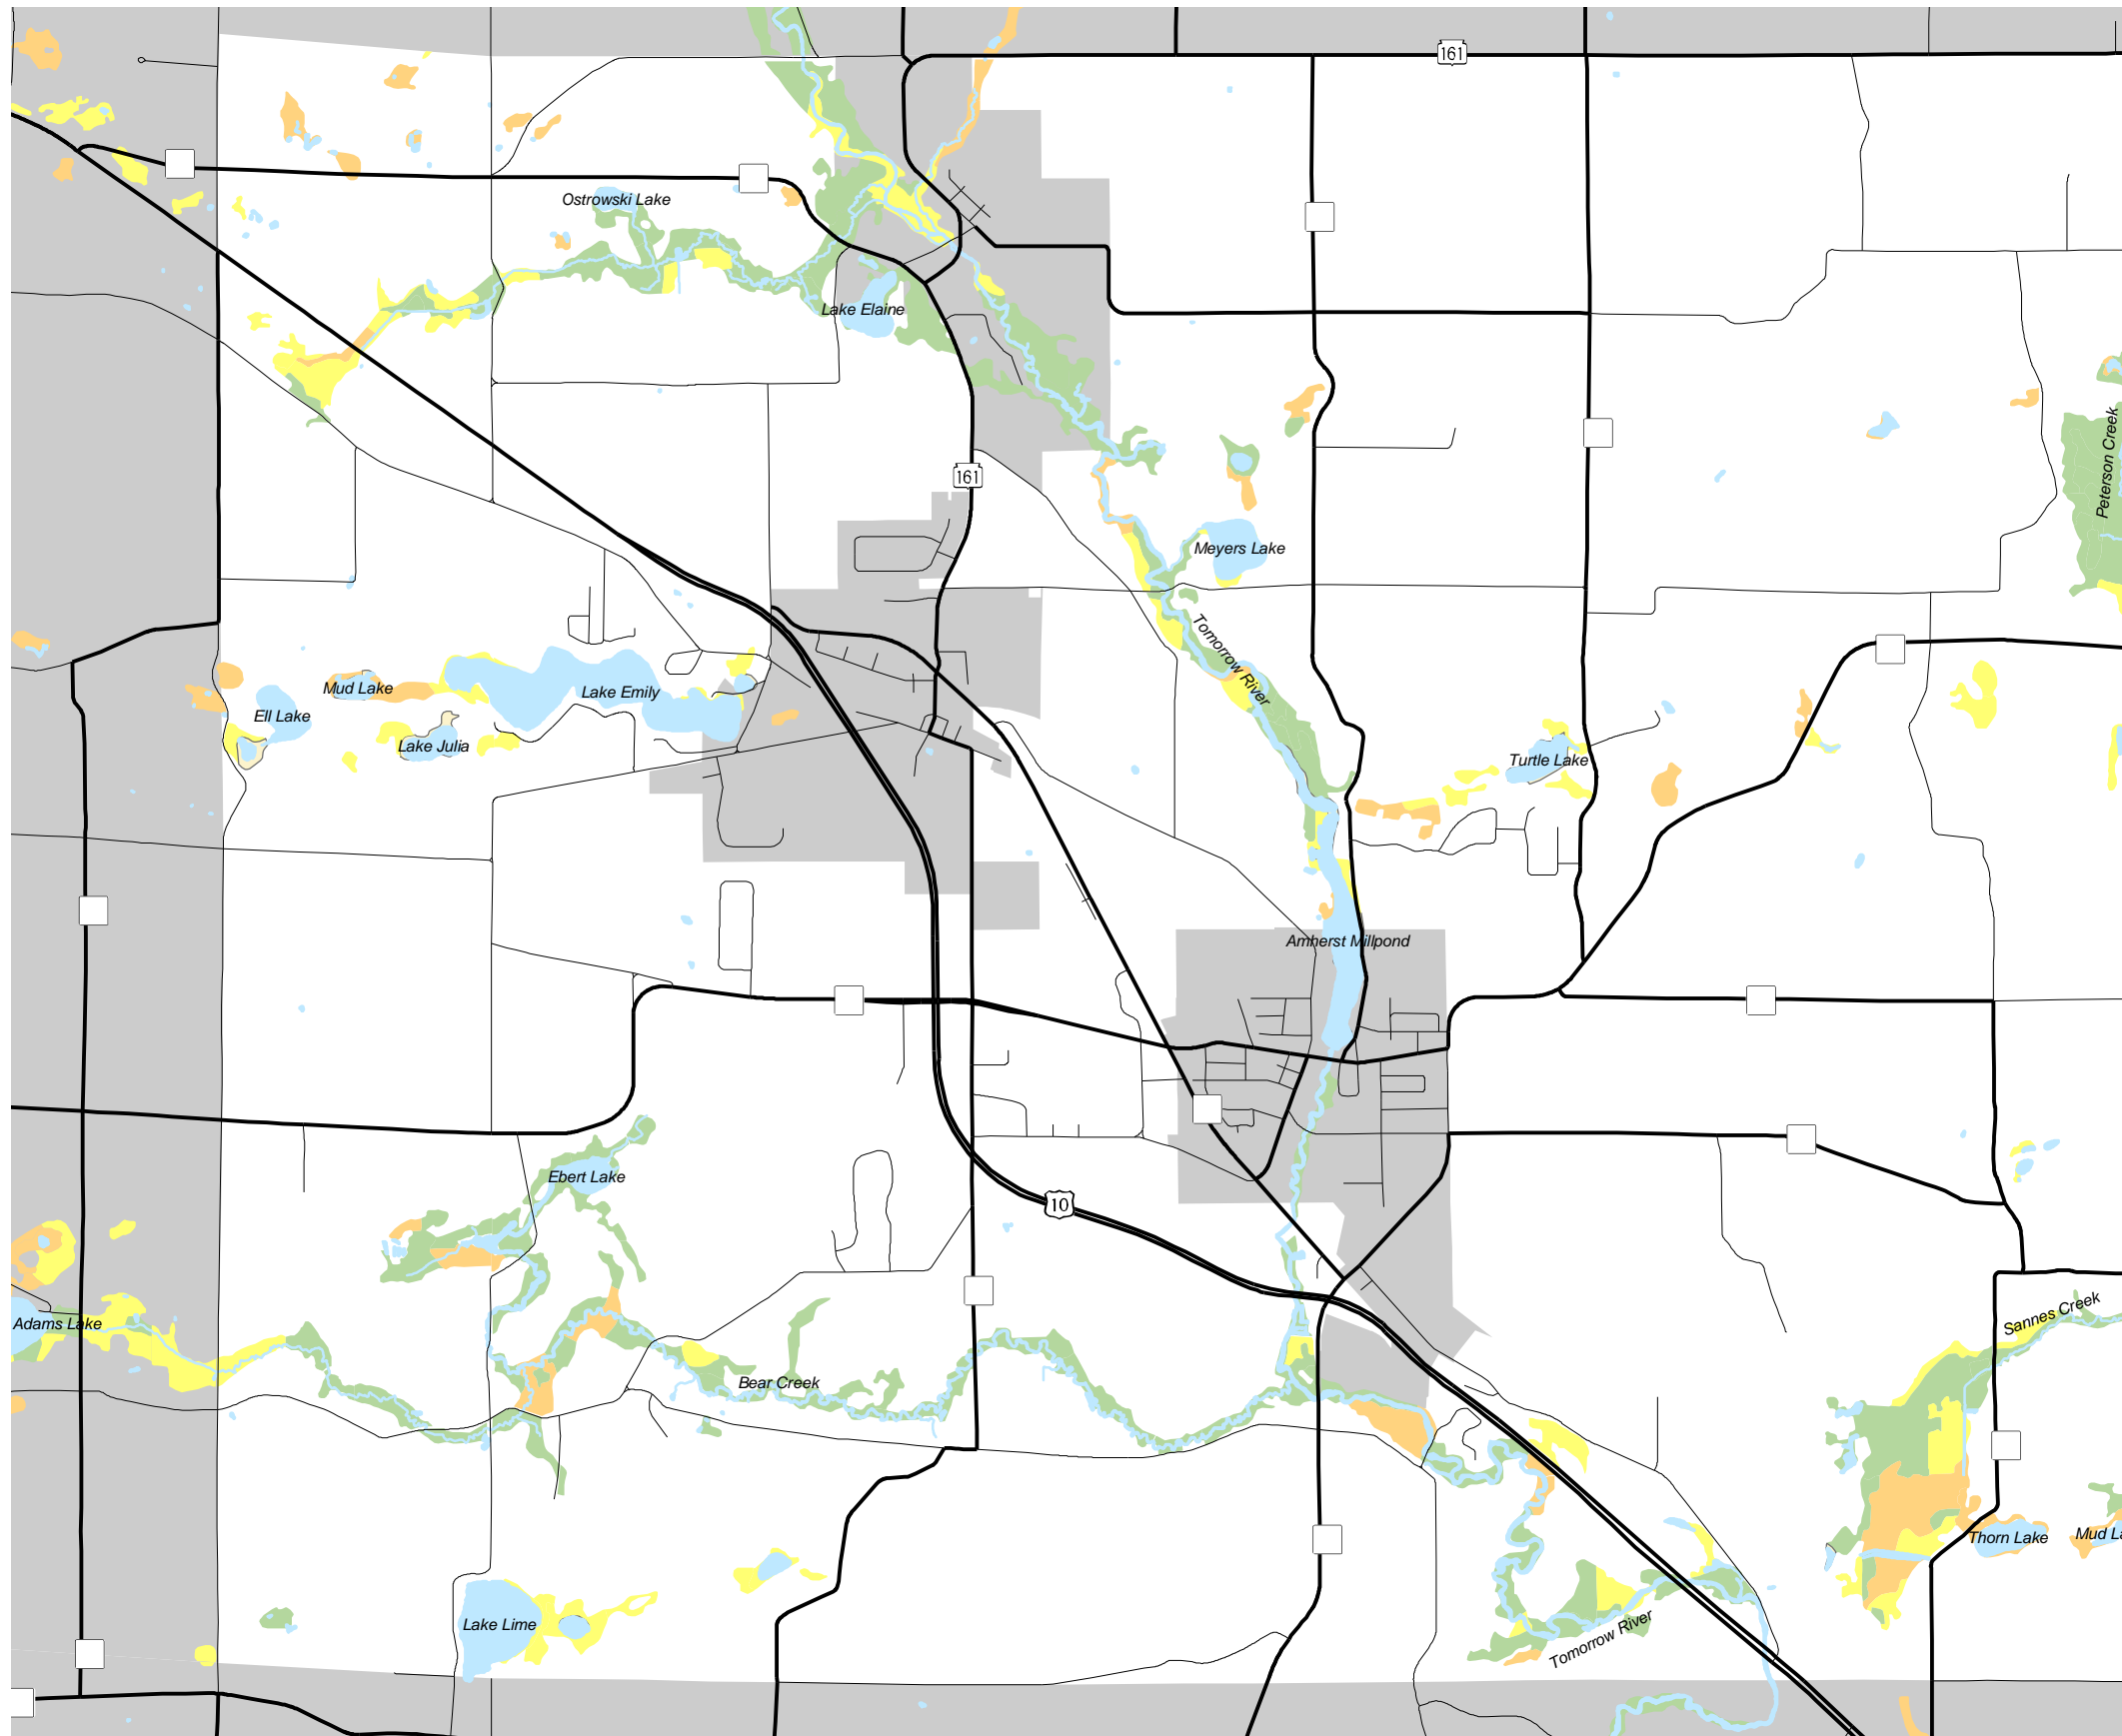 161
Ostrowski Lake
Lake Elaine
Peterson Creek
161
Meyers Lake
Tomorrow River
Mud Lake
Lake Emily
Ell Lake
Lake Julia
Turtle Lake
Amherst Millpond
Ebert Lake
10
Adams Lake
Sannes Creek
Bear Creek
Thorn Lake
Mud La
Lake Lime
Tomorrow River